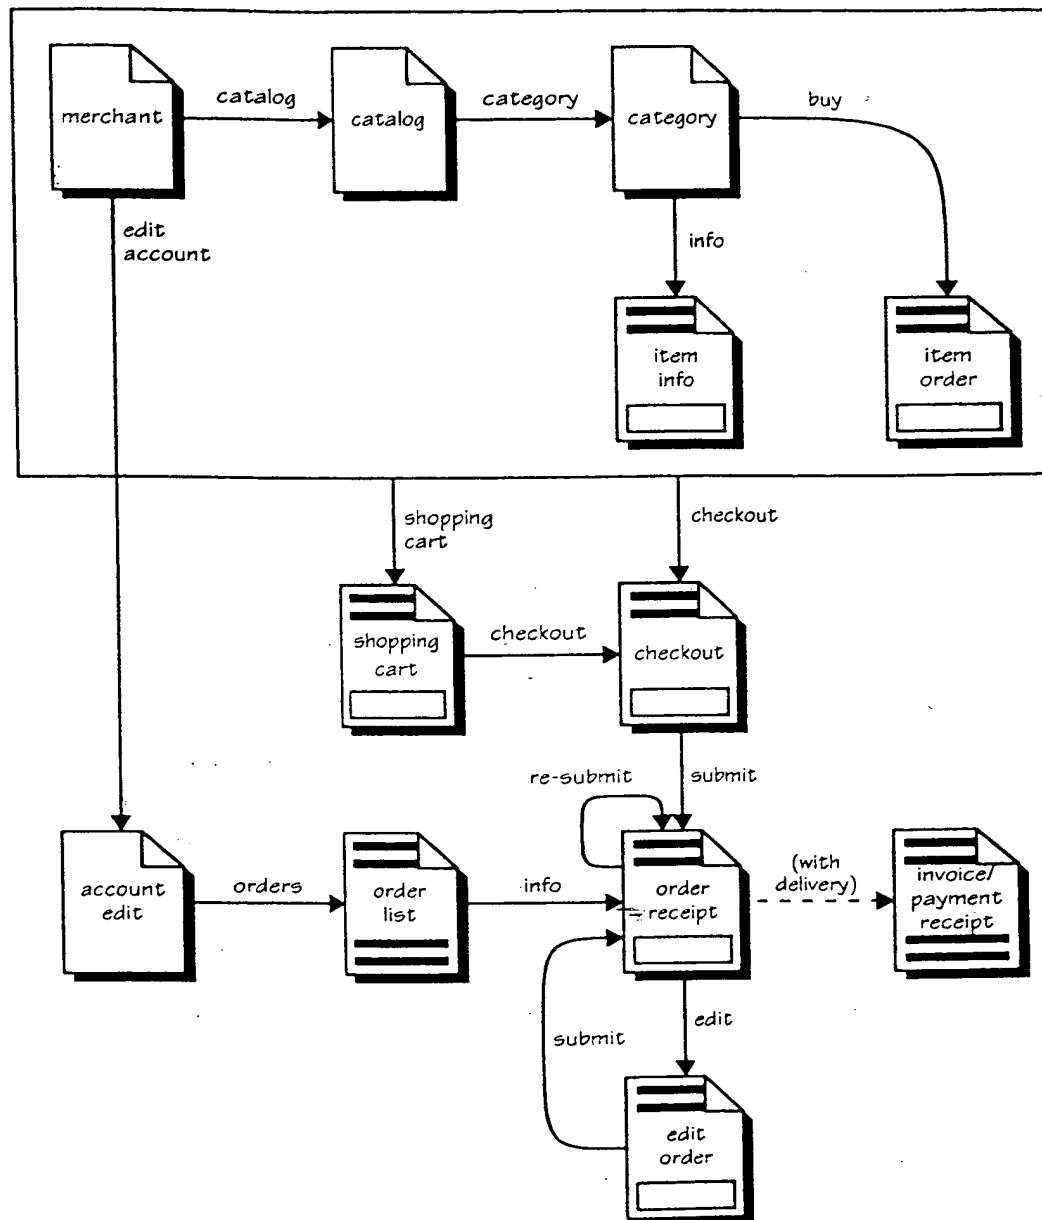 merchant
catalog
catalog
category
category
buy
edit
account
info
item
info
item
order
shopping
cart
checkout
shopping
cart
checkout
checkout
re-submit
submit
account
edit
orders
order
list
info
order
receipt
(with
delivery)
invoice/
payment
receipt
submit
edit
edit
order